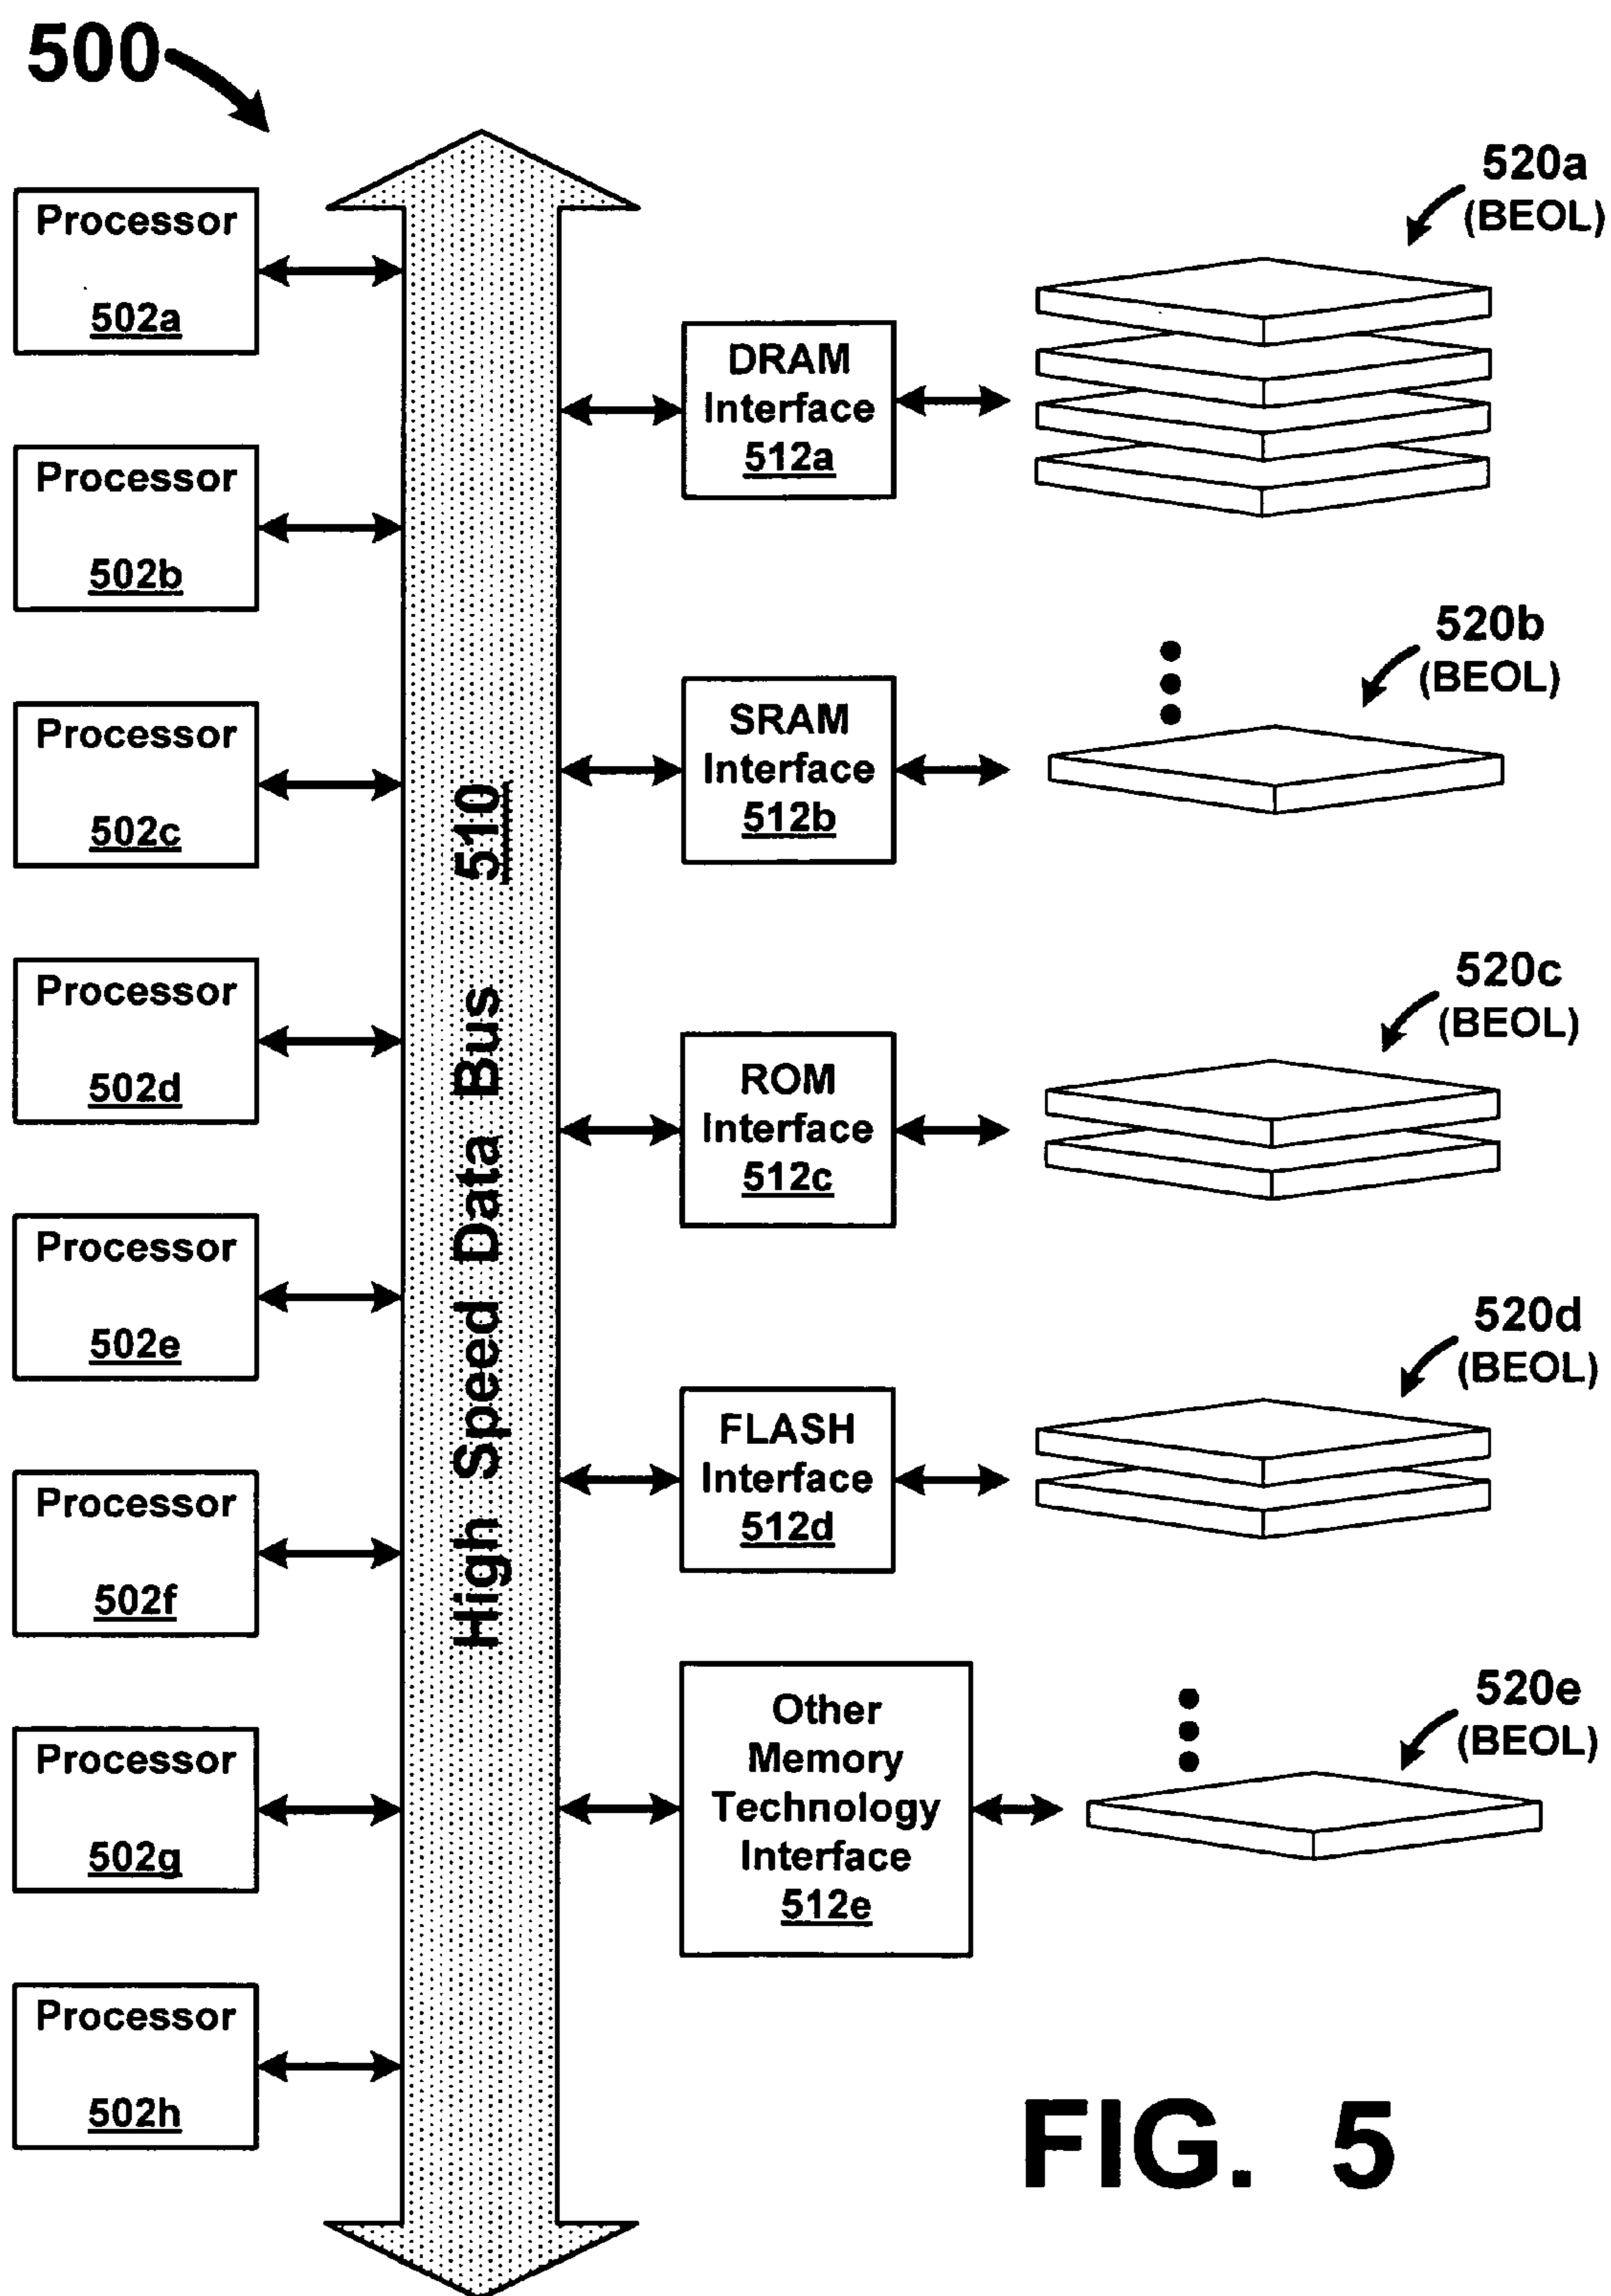 500
Processor
502a
Processor
502b
Processor
502c
Processor
502d
Processor
502e
Processor
502f
Processor
502g
Processor
502h
High Speed Data Bus 510
DRAM
Interface
512a
SRAM
Interface
512b
ROM
Interface
512c
FLASH
Interface
512d
Other
Memory
Technology
Interface
512e
520a
(BEOL)
520b
(BEOL)
520c
(BEOL)
520d
(BEOL)
520e
(BEOL)
FIG. 5